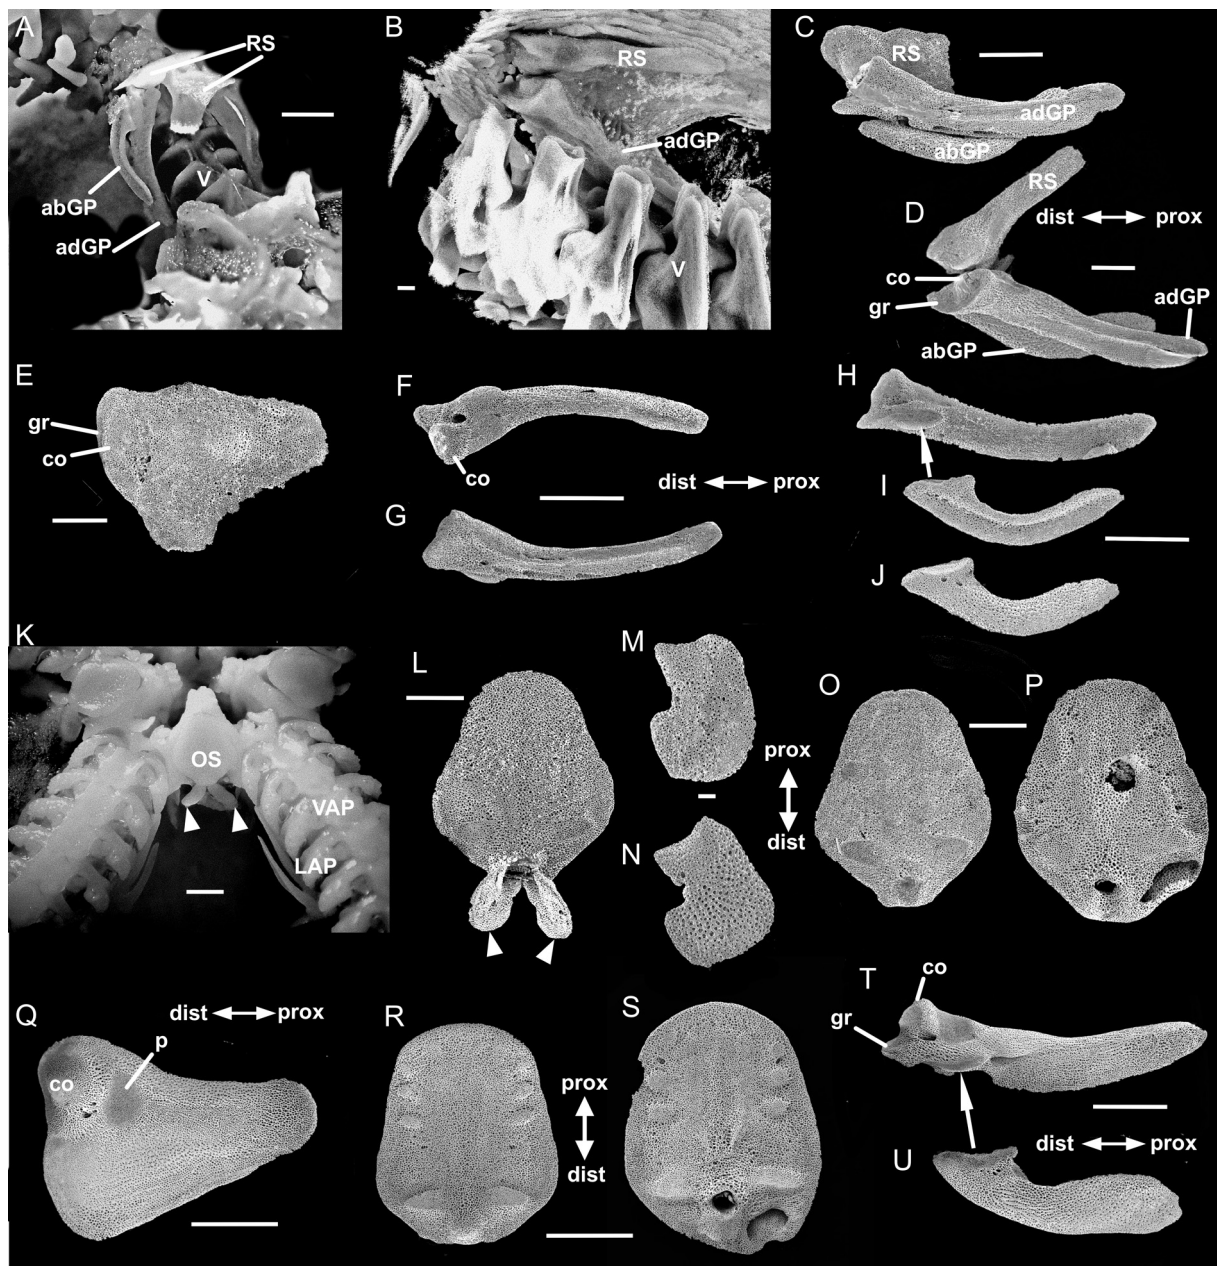 A
RS
abGP
V
adGP
B
RS
adGP
V
C
RS
adGP
abGP
D
RS
dist prox
co
gr
adGP
abGP
E
gr
co
F
co
dist prox
G
H
I
J
K
OS
VAP
LAP
L
M
prox
dist
N
O
P
Q
dist prox
p
co
R
prox
dist
S
T
co
gr
dist prox
U